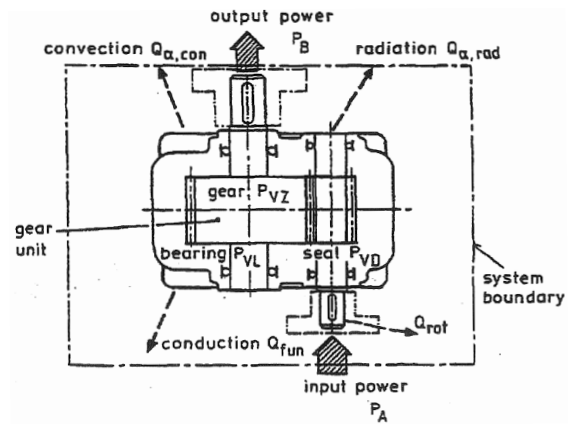 output power
P_B
convection Q_α,con
radiation Q_α,rad
gear P_VZ
gear
unit
bearing P_VL
seal P_VD
system
boundary
Q_rot
conduction Q_fun
input power
P_A